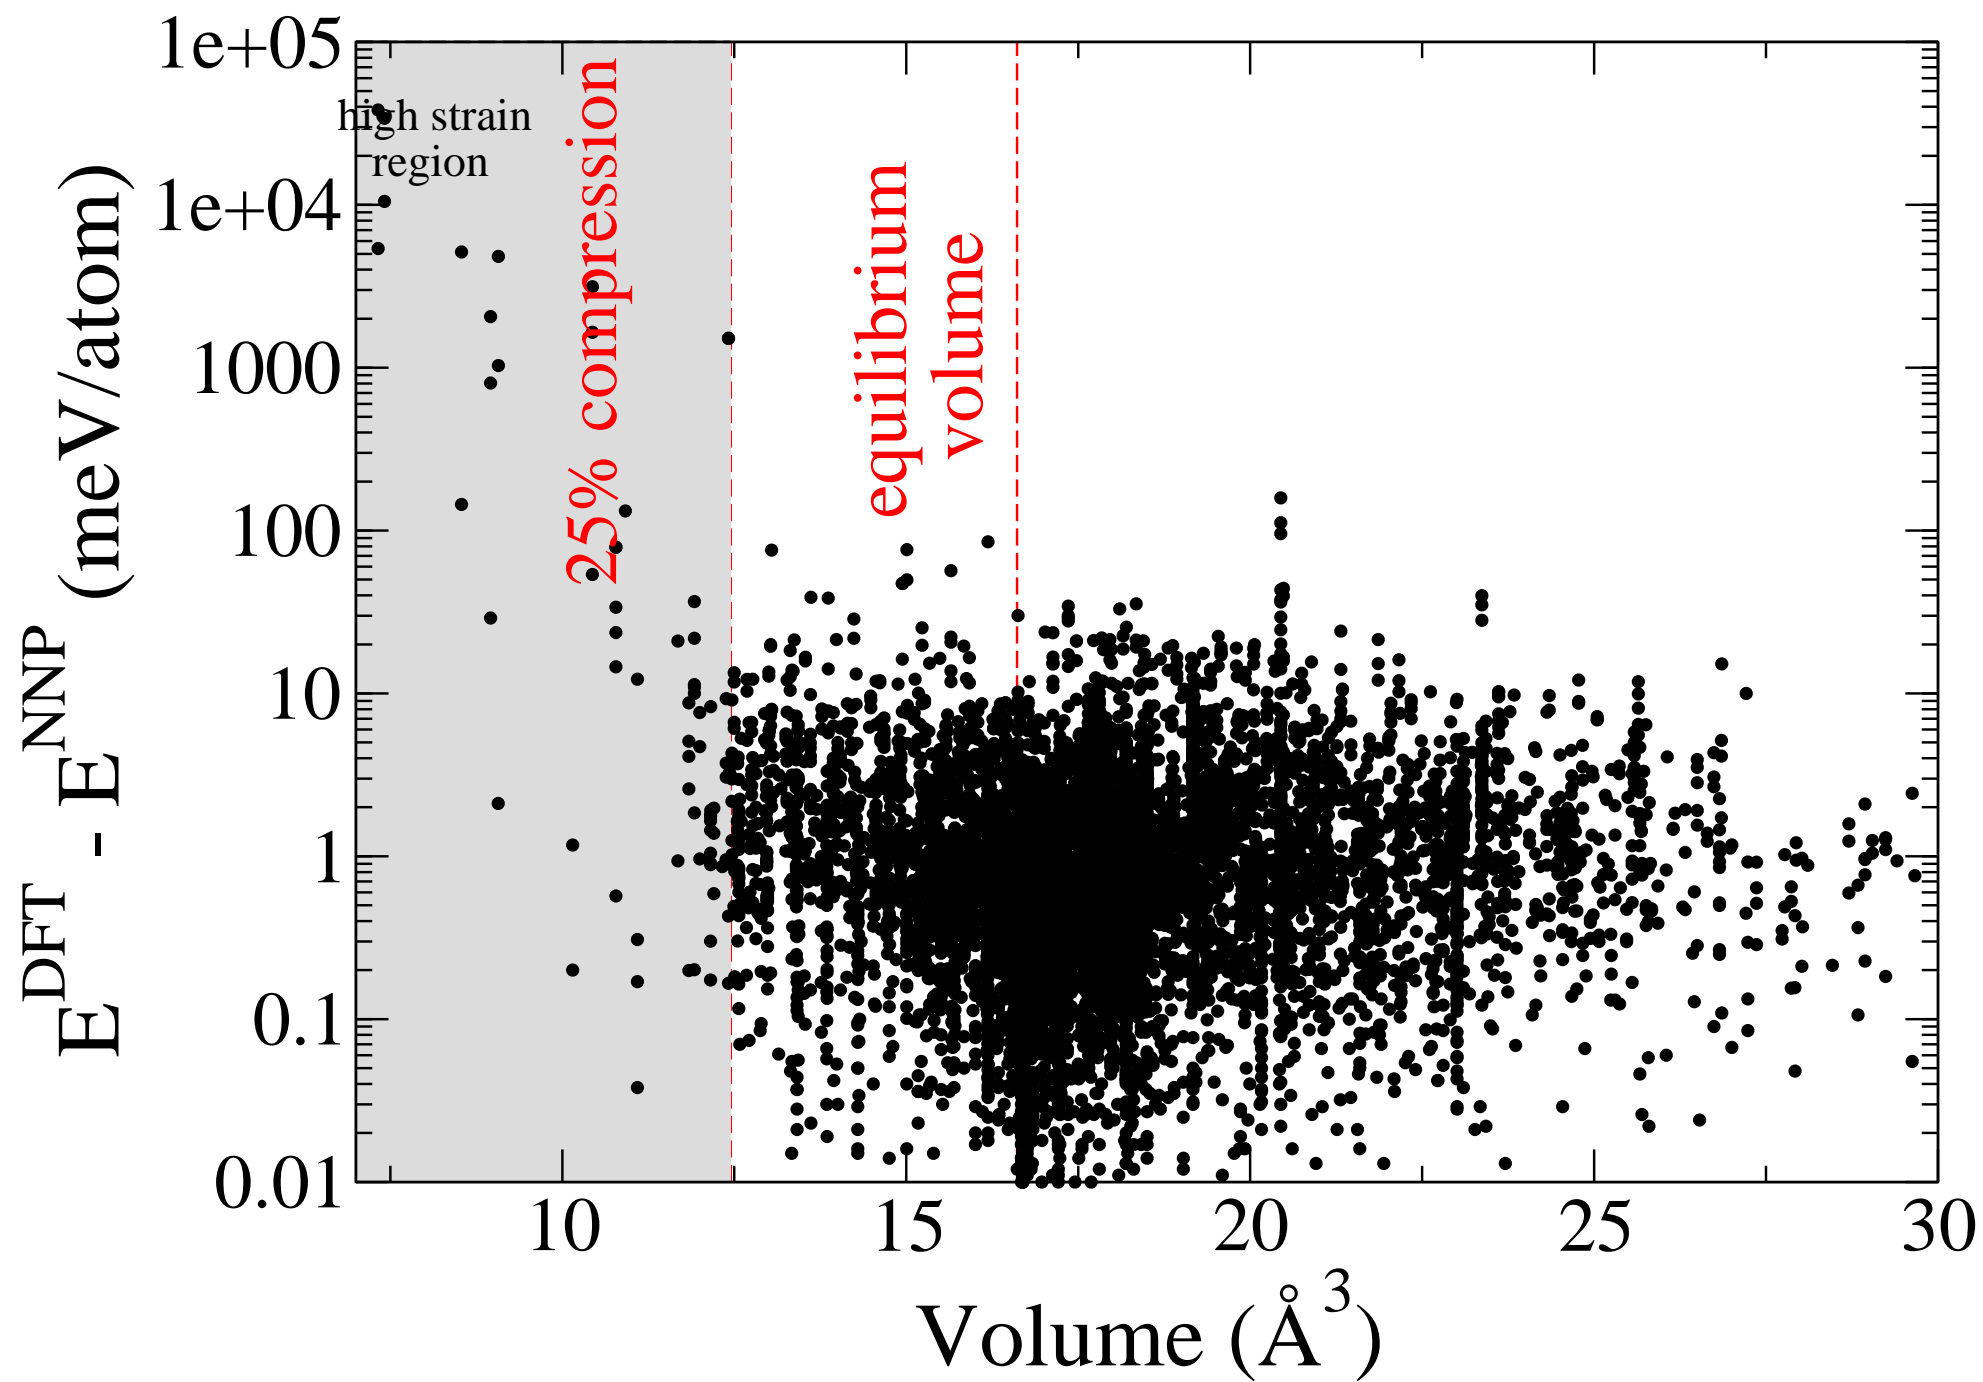 1e+05
1e+04
1000
100
10
1
0.1
0.01
E^DFT - E^NNP (meV/atom)
high strain
region
25% compression
equilibrium
volume
10 15 20 25 30
Volume (Å^3)